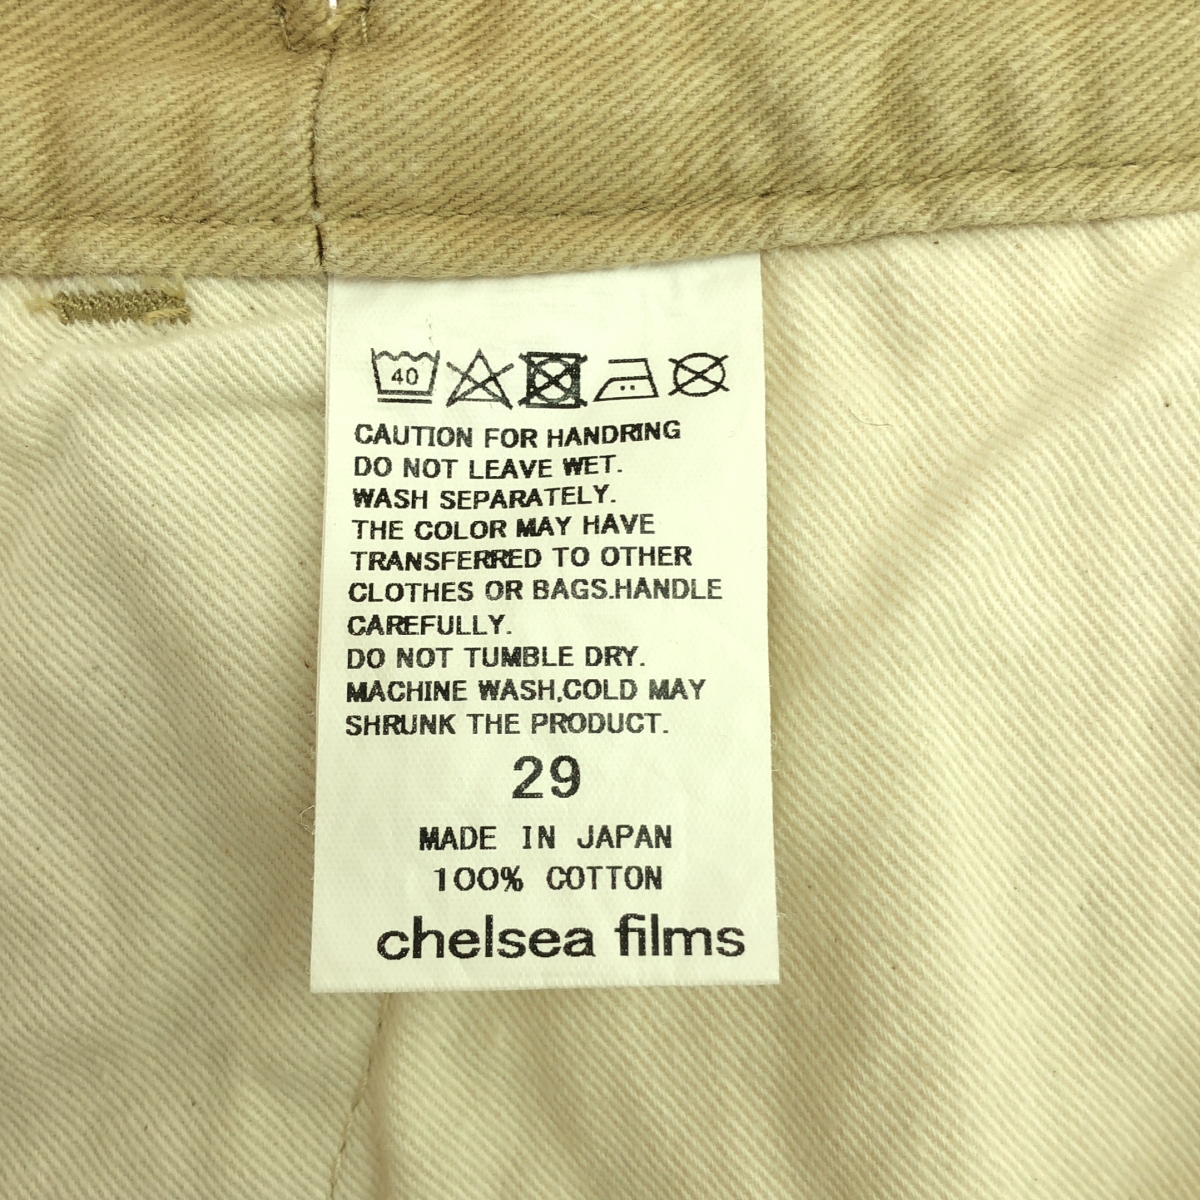 40
CAUTION FOR HANDRING
DO NOT LEAVE WET.
WASH SEPARATELY.
THE COLOR MAY HAVE
TRANSFERRED TO OTHER
CLOTHES OR BAGS.HANDLE
CAREFULLY.
DO NOT TUMBLE DRY.
MACHINE WASH,COLD MAY
SHRUNK THE PRODUCT.
29
MADE IN JAPAN
100% COTTON
chelsea films